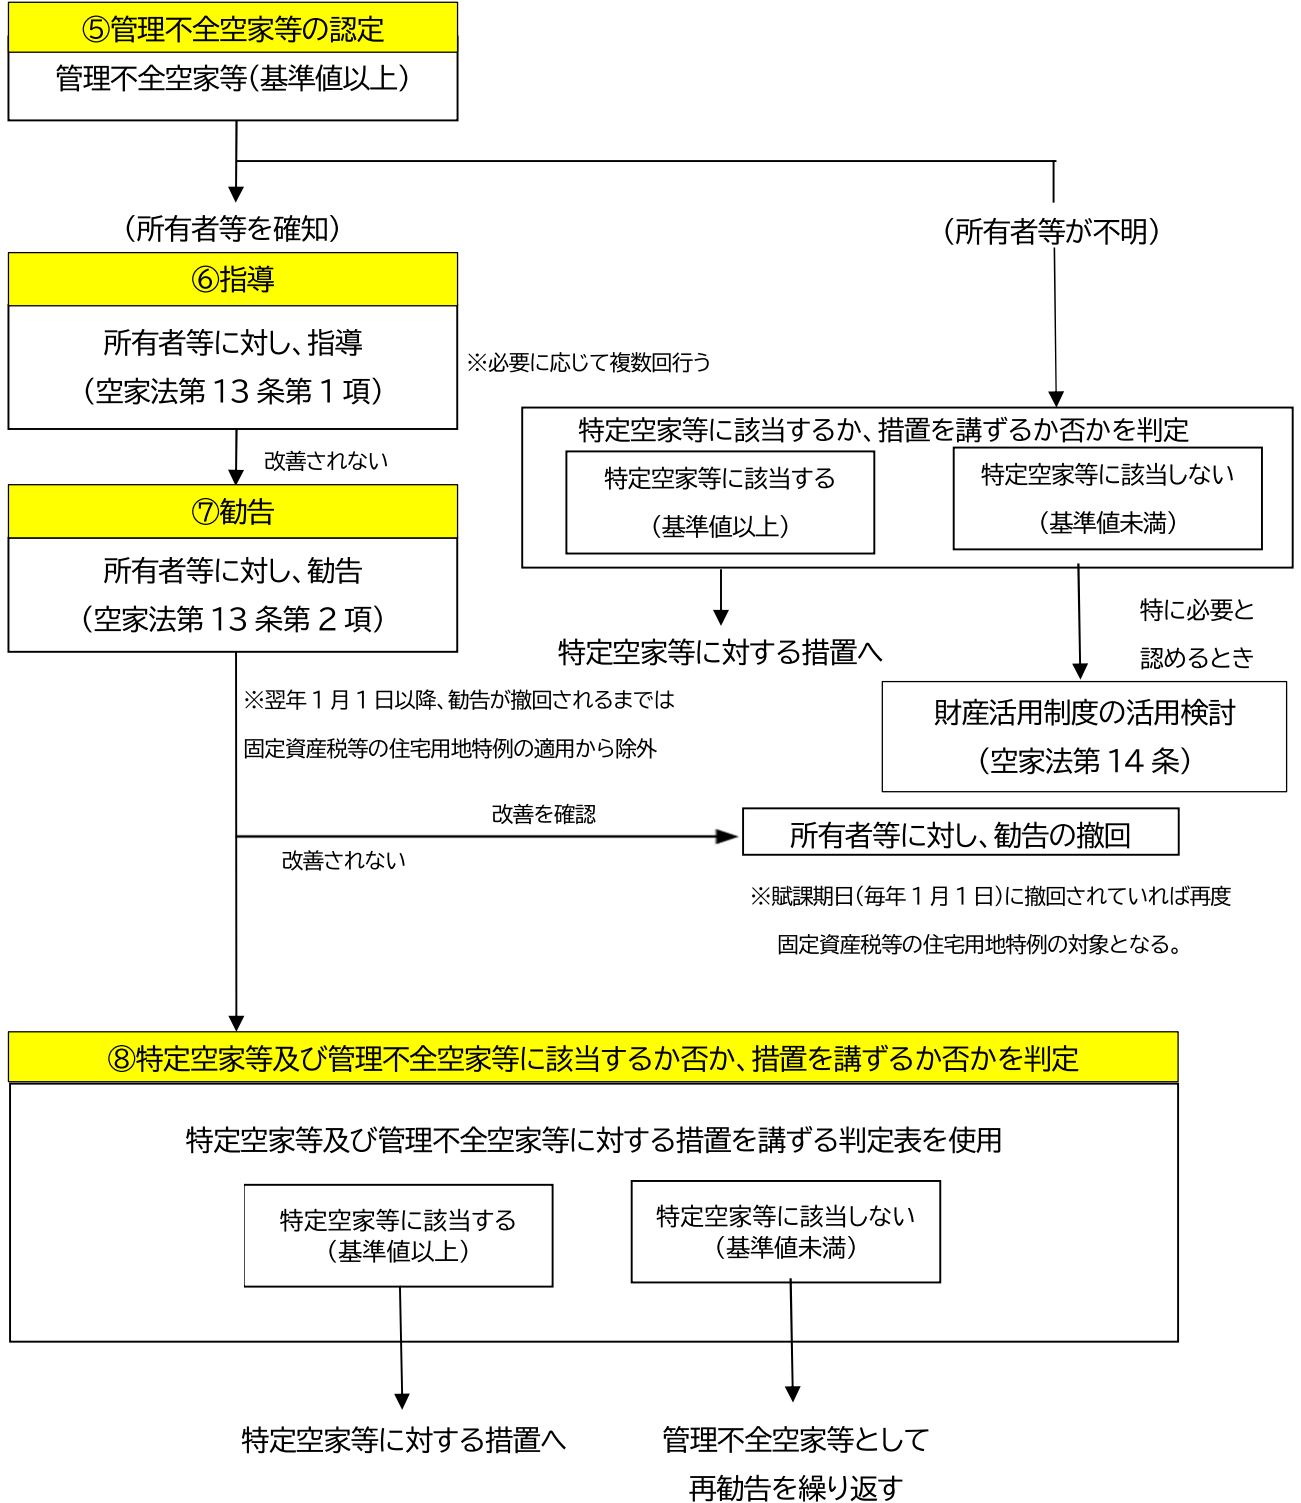 ⑤管理不全空家等の認定
管理不全空家等（基準値以上）
（所有者等を確知）
（所有者等が不明）
⑥指導
所有者等に対し、指導
（空家法第 13 条第 1 項）
※必要に応じて複数回行う
改善されない
⑦勧告
所有者等に対し、勧告
（空家法第 13 条第 2 項）
特定空家等に該当するか、措置を講ずるか否かを判定
特定空家等に該当する
（基準値以上）
特定空家等に該当しない
（基準値未満）
特定空家等に対する措置へ
特に必要と
認めるとき
財産活用制度の活用検討
（空家法第 14 条）
※翌年 1 月 1 日以降、勧告が撤回されるまでは
固定資産税等の住宅用地特例の適用から除外
改善を確認
所有者等に対し、勧告の撤回
改善されない
※賦課期日（毎年 1 月 1 日）に撤回されていれば再度
固定資産税等の住宅用地特例の対象となる。
⑧特定空家等及び管理不全空家等に該当するか否か、措置を講ずるか否かを判定
特定空家等及び管理不全空家等に対する措置を講ずる判定表を使用
特定空家等に該当する
（基準値以上）
特定空家等に該当しない
（基準値未満）
特定空家等に対する措置へ
管理不全空家等として
再勧告を繰り返す